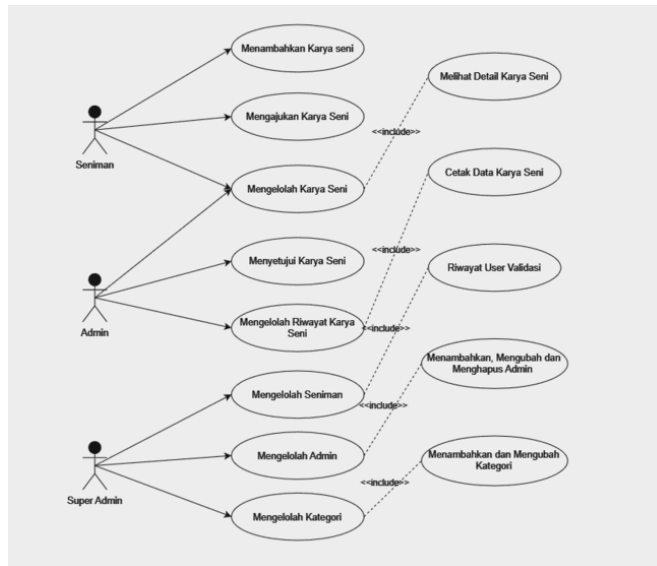 Menambahkan Karya seni
Melihat Detail Karya Seni
Mengajukan Karya Seni
<<include>>
Seniman
Mengelolah Karya Seni
Cetak Data Karya Seni
Menyetujui Karya Seni
<<include>>
Riwayat User Validasi
Admin
Mengelolah Riwayat Karya
Seni
<<include>>
Menambahkan, Mengubah dan
Menghapus Admin
Mengelolah Seniman
<<include>>
Mengelolah Admin
Menambahkan dan Mengubah
Kategori
<<include>>
Super Admin
Mengelolah Kategori